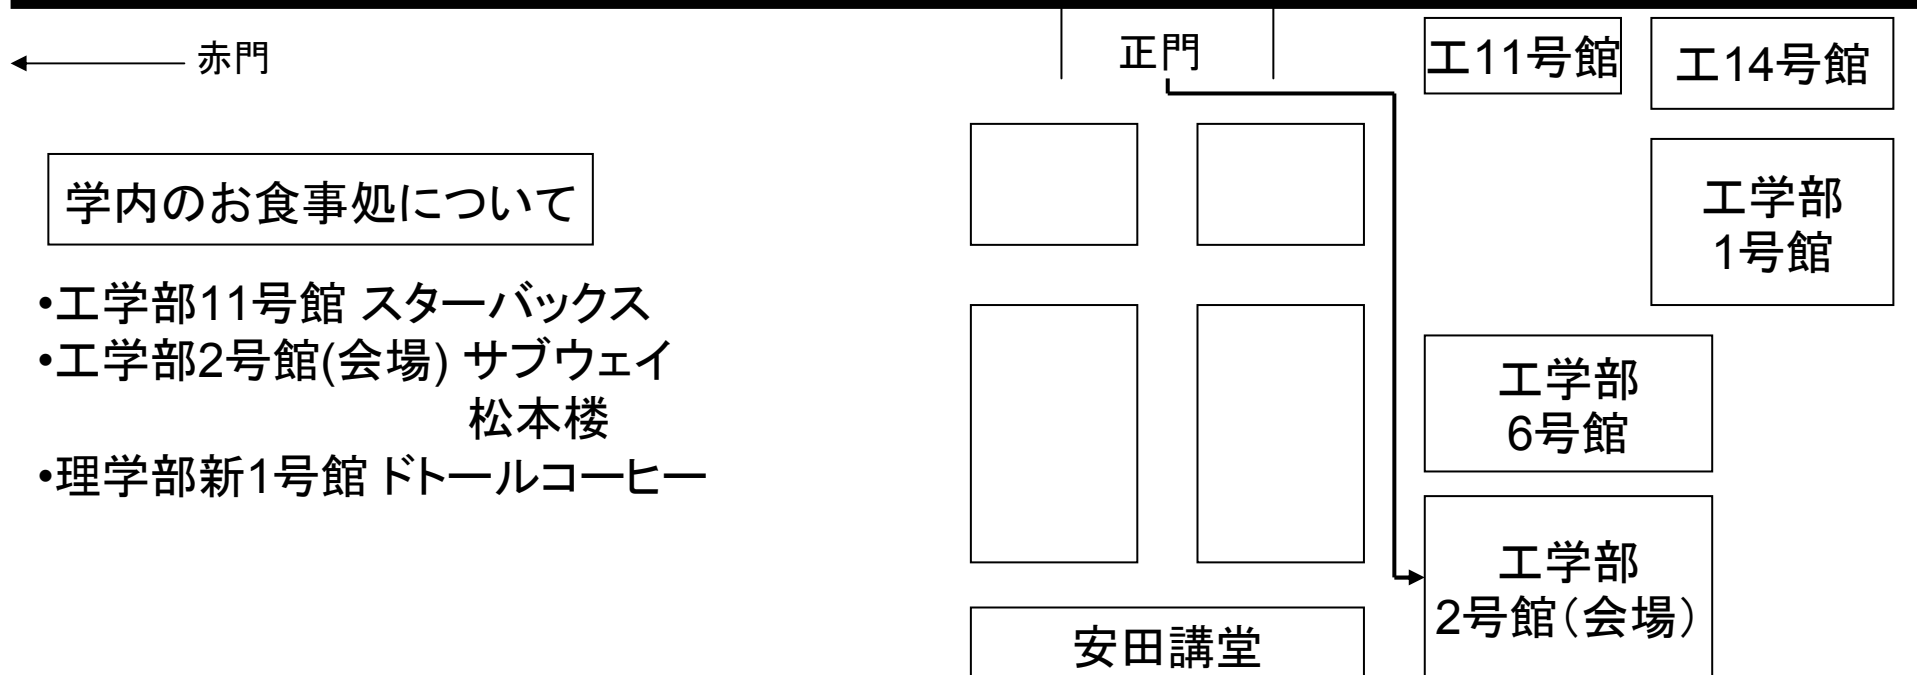 赤門
正門
工11号館
工14号館
学内のお食事処について
工学部
1号館
•工学部11号館 スターバックス
•工学部2号館(会場) サブウェイ
松本楼
•理学部新1号館 ドトールコーヒー
工学部
6号館
工学部
2号館（会場）
安田講堂